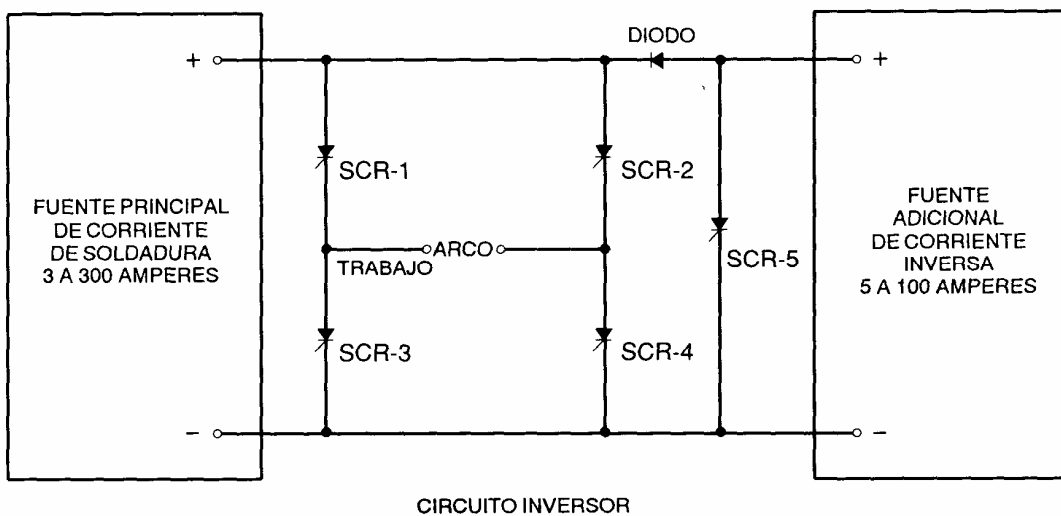 DIODO
+
+
SCR-1
SCR-2
FUENTE PRINCIPAL
DE CORRIENTE
DE SOLDADURA
3 A 300 AMPERES
TRABAJO
ARCO
SCR-5
FUENTE
ADICIONAL
DE CORRIENTE
INVERSA
5 A 100 AMPERES
SCR-3
SCR-4
−
−
CIRCUITO INVERSOR